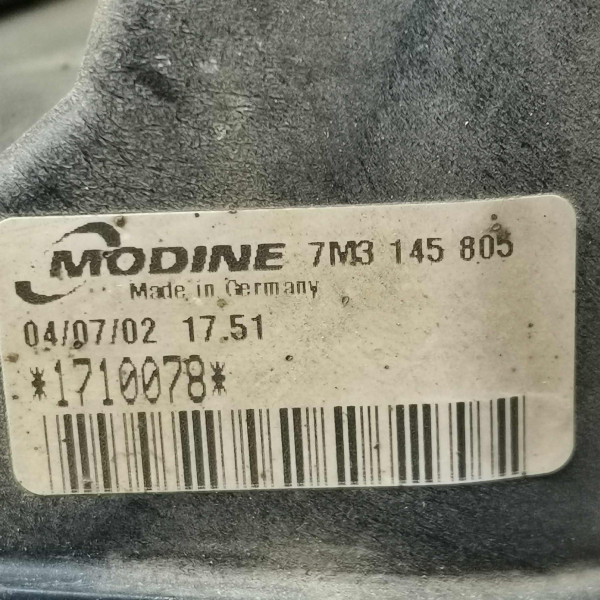 MODINE 7M3 145 805
Made in Germany
04/07/02 17.51
*1710078*